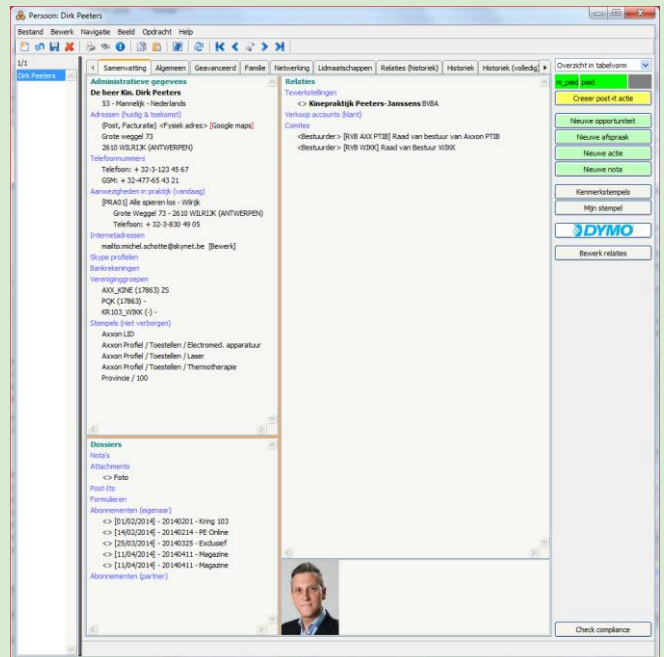 Persoon: Dirk Peeters
Bestand Bewerk Navigatie Beeld Opdracht Help
1/1
Dirk Peeters
Samenvatting Algemeen Geavanceerd Familie Netwerking Lidmaatschappen Relaties (historiek) Historiek Historiek (volledig)
Administratieve gegevens
De heer Kin. Dirk Peeters
53 - Mannelijk - Nederlands
Adressen (huidig & toekomst)
(Post, Facturatie) <Fysiek adres> [Google maps]
Grote weggel 73
2610 WILRIJK (ANTWERPEN)
Telefoonnummers
Telefoon: + 32-3-123 45 67
GSM: + 32-477-65 43 21
Aanwezigheden in praktijk (vandaag)
[PRA01] Alle spieren los - Wilrijk
Grote Weggel 73 - 2610 WILRIJK (ANTWERPEN)
Telefoon: + 32-3-830 49 05
Internetadressen
mailto:michel.schotte@skynet.be [Bewerk]
Skype profielen
Bankrekeningen
Vereniginggroepen
AXX_KINE (17863) ZS
PQK (17863) -
KR103_WIKK (-) -
Stempels (niet verborgen)
Axxon LID
Axxon Profiel / Toestellen / Electromed. apparatuur
Axxon Profiel / Toestellen / Laser
Axxon Profiel / Toestellen / Thermotherapie
Provincie / 100
Dossiers
Nota's
Attachments
<> Foto
Post-Its
Formulieren
Abonnementen (eigenaar)
<> [01/02/2014] - 20140201 - Kring 103
<> [14/02/2014] - 20140214 - PE Online
<> [25/03/2014] - 20140325 - Exclusief
<> [11/04/2014] - 20140411 - Magazine
<> [11/04/2014] - 20140411 - Magazine
Abonnementen (partner)
Relaties
Tewerkstellingen
<> Kinepraktijk Peeters-Janssens BVBA
Verkoop accounts (klant)
Comites
<Bestuurder> [RVB AXX PTIB] Raad van bestuur van Axxon PTIB
<Bestuurder> [RVB WIKK] Raad van Bestuur WIKK
Overzicht in tabelvorm
n_paid paid
Creeer post-it actie
Nieuwe opportuniteit
Nieuwe afspraak
Nieuwe actie
Nieuwe nota
Kenmerkstempels
Mijn stempel
DYMO
Bewerk relaties
Check compliance